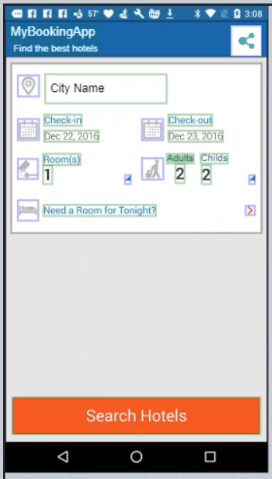 57° 3:08
MyBookingApp
Find the best hotels
City Name
Check-in Check-out
Dec 22, 2016 Dec 23, 2016
Room(s) Adults Childs
1 2 2
Need a Room for Tonight?
Search Hotels